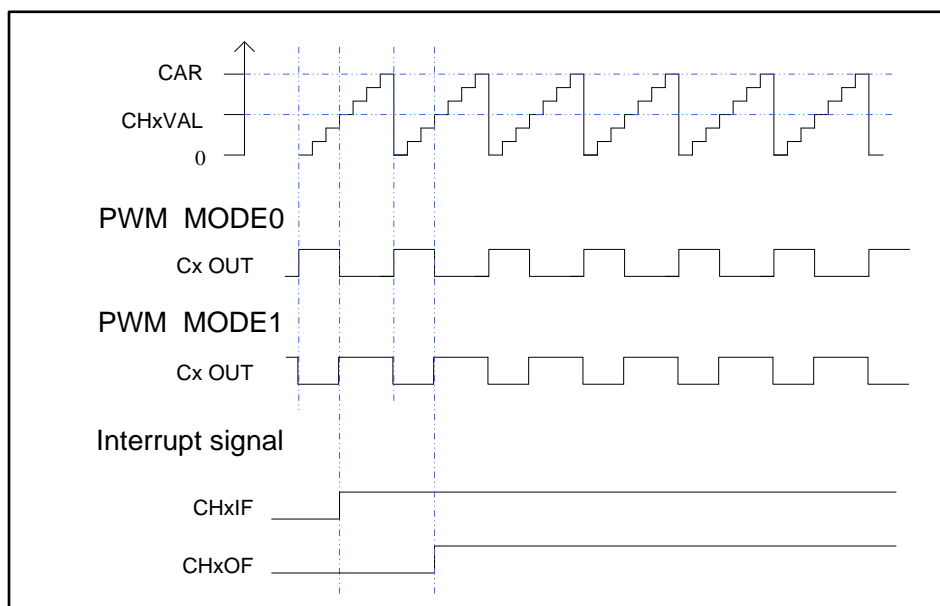 CAR
CHxVAL
0
PWM MODE0
Cx OUT
PWM MODE1
Cx OUT
Interrupt signal
CHxIF
CHxOF